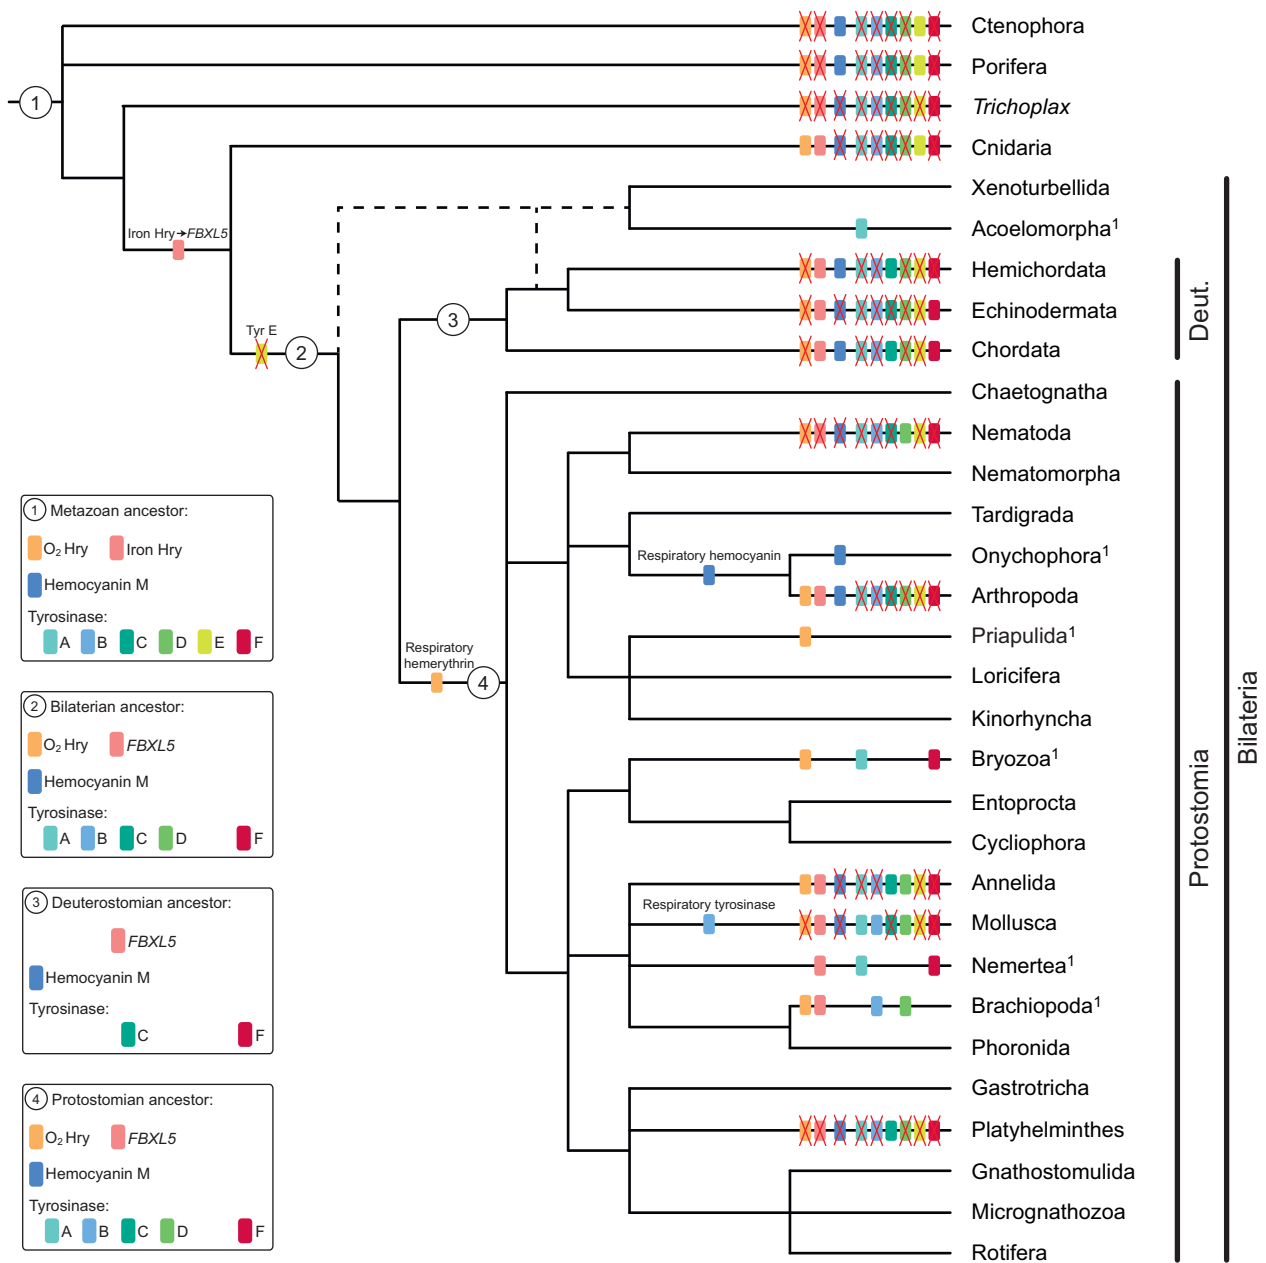 Ctenophora
Porifera
1
Trichoplax
Cnidaria
Xenoturbellida
Iron Hry→FBXL5
Acoelomorpha1
Hemichordata
Echinodermata
3
Deut.
Tyr E
2
Chordata
Chaetognatha
Nematoda
Nematomorpha
Tardigrada
Respiratory hemocyanin
Onychophora1
Arthropoda
Priapulida1
Respiratory
hemerythrin
4
Loricifera
Kinorhyncha
Bilateria
Bryozoa1
Entoprocta
Protostomia
Cycliophora
Annelida
Respiratory tyrosinase
Mollusca
Nemertea1
Brachiopoda1
Phoronida
Gastrotricha
Platyhelminthes
Gnathostomulida
Micrognathozoa
Rotifera
1 Metazoan ancestor:
O2 Hry Iron Hry
Hemocyanin M
Tyrosinase:
A B C D E F
2 Bilaterian ancestor:
O2 Hry FBXL5
Hemocyanin M
Tyrosinase:
A B C D F
3 Deuterostomian ancestor:
FBXL5
Hemocyanin M
Tyrosinase:
C F
4 Protostomian ancestor:
O2 Hry FBXL5
Hemocyanin M
Tyrosinase:
A B C D F